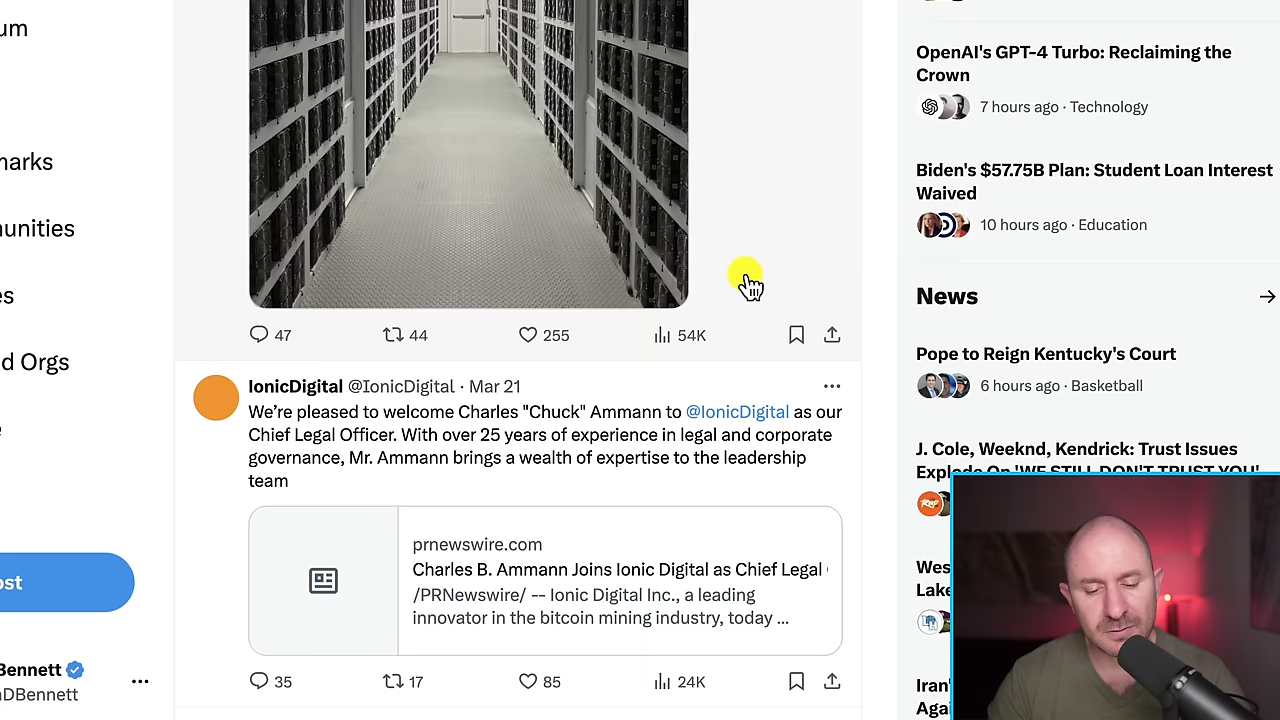 um
marks
unities
es
d Orgs
e
ost
Bennett
nDBennett
47 44 255 54K
IonicDigital @IonicDigital · Mar 21
We're pleased to welcome Charles "Chuck" Ammann to @IonicDigital as our
Chief Legal Officer. With over 25 years of experience in legal and corporate
governance, Mr. Ammann brings a wealth of expertise to the leadership
team
prnewswire.com
Charles B. Ammann Joins Ionic Digital as Chief Legal
/PRNewswire/ -- Ionic Digital Inc., a leading
innovator in the bitcoin mining industry, today ...
35 17 85 24K
OpenAI's GPT-4 Turbo: Reclaiming the
Crown
7 hours ago · Technology
Biden's $57.75B Plan: Student Loan Interest
Waived
10 hours ago · Education
News
Pope to Reign Kentucky's Court
6 hours ago · Basketball
J. Cole, Weeknd, Kendrick: Trust Issues
Explode On 'WE STILL DON'T TRUST YOU'
Wes
Lake
Iran'
Agai